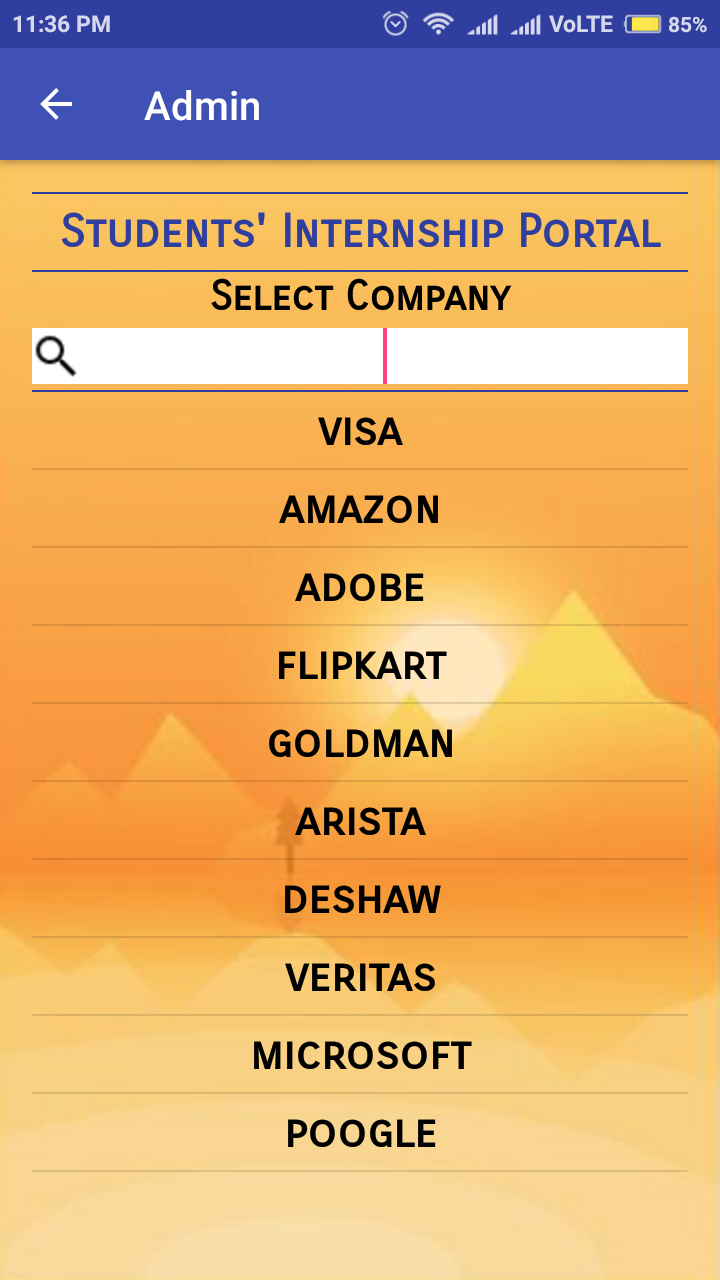 11:36 PM VoLTE 85%
Admin
Students' Internship Portal
Select Company
VISA
AMAZON
ADOBE
FLIPKART
GOLDMAN
ARISTA
DESHAW
VERITAS
MICROSOFT
POOGLE